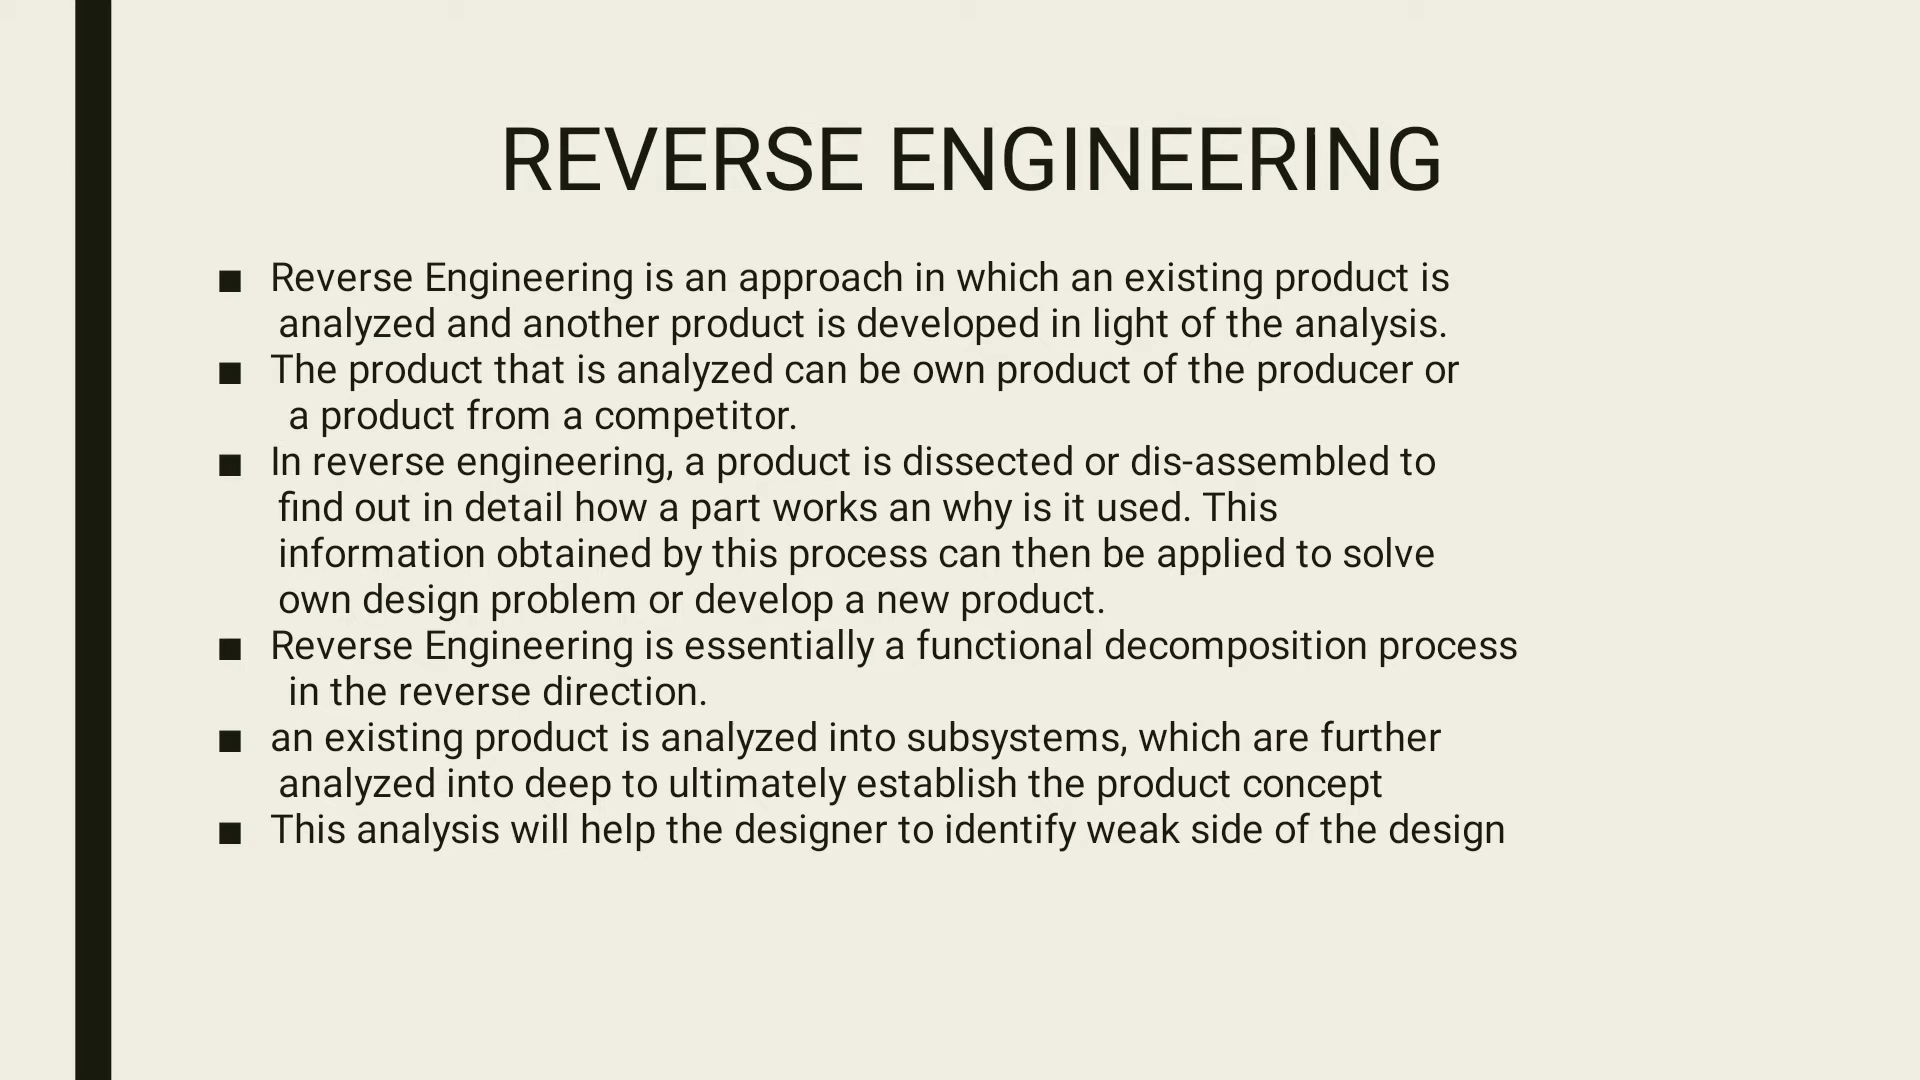 REVERSE ENGINEERING
■ Reverse Engineering is an approach in which an existing product is
analyzed and another product is developed in light of the analysis.
■ The product that is analyzed can be own product of the producer or
a product from a competitor.
■ In reverse engineering, a product is dissected or dis-assembled to
find out in detail how a part works an why is it used. This
information obtained by this process can then be applied to solve
own design problem or develop a new product.
■ Reverse Engineering is essentially a functional decomposition process
in the reverse direction.
■ an existing product is analyzed into subsystems, which are further
analyzed into deep to ultimately establish the product concept
■ This analysis will help the designer to identify weak side of the design